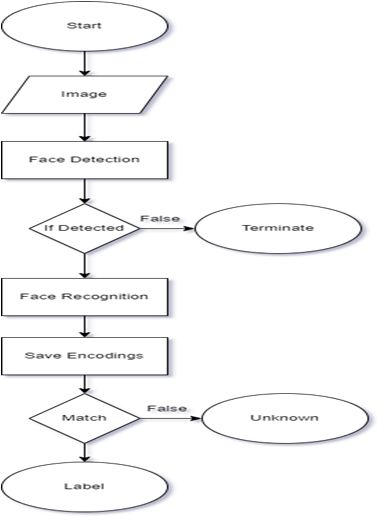 Start
Image
Face Detection
If Detected
False
Terminate
Face Recognition
Save Encodings
Match
False
Unknown
Label